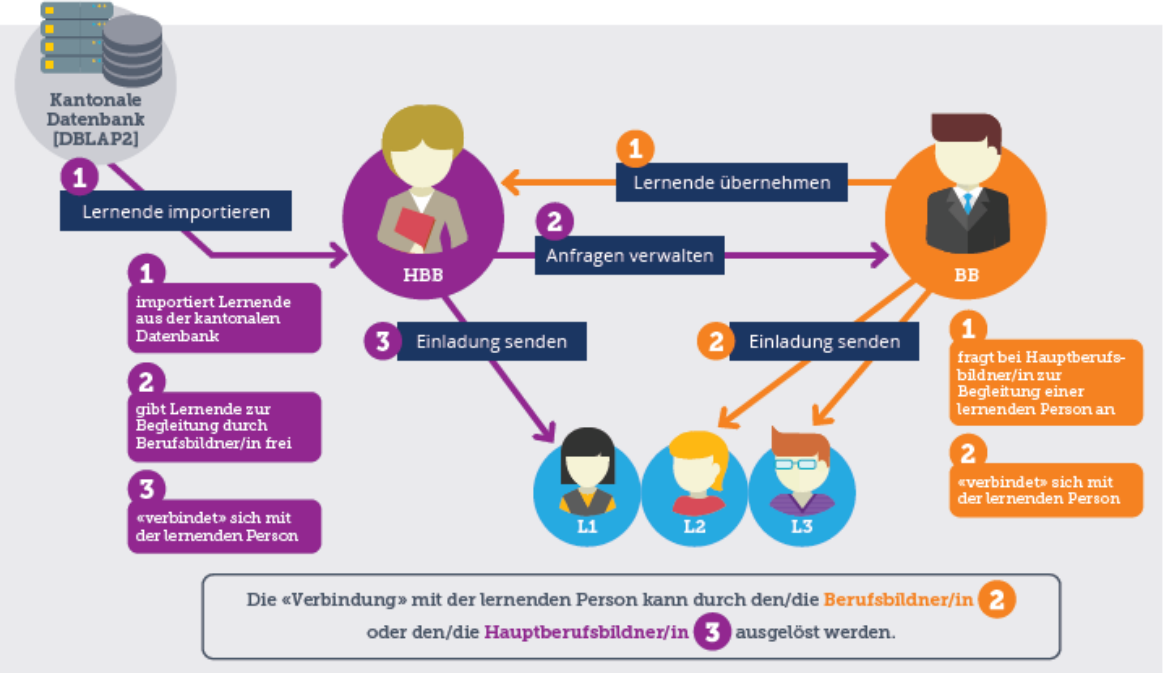 Kantonale
Datenbank
[DBLAP2]
1
Lernende importieren
HBB
1
Lernende übernehmen
2
Anfragen verwalten
BB
3
Einladung senden
2
Einladung senden
1
importiert Lernende
aus der kantonalen
Datenbank
2
gibt Lernende zur
Begleitung durch
Berufsbildner/in frei
3
«verbindet» sich mit
der lernenden Person
1
fragt bei Hauptberufs-
bildner/in zur
Begleitung einer
lernenden Person an
2
«verbindet» sich mit
der lernenden Person
L1
L2
L3
Die «Verbindung» mit der lernenden Person kann durch den/die Berufsbildner/in 2
oder den/die Hauptberufsbildner/in 3 ausgelöst werden.